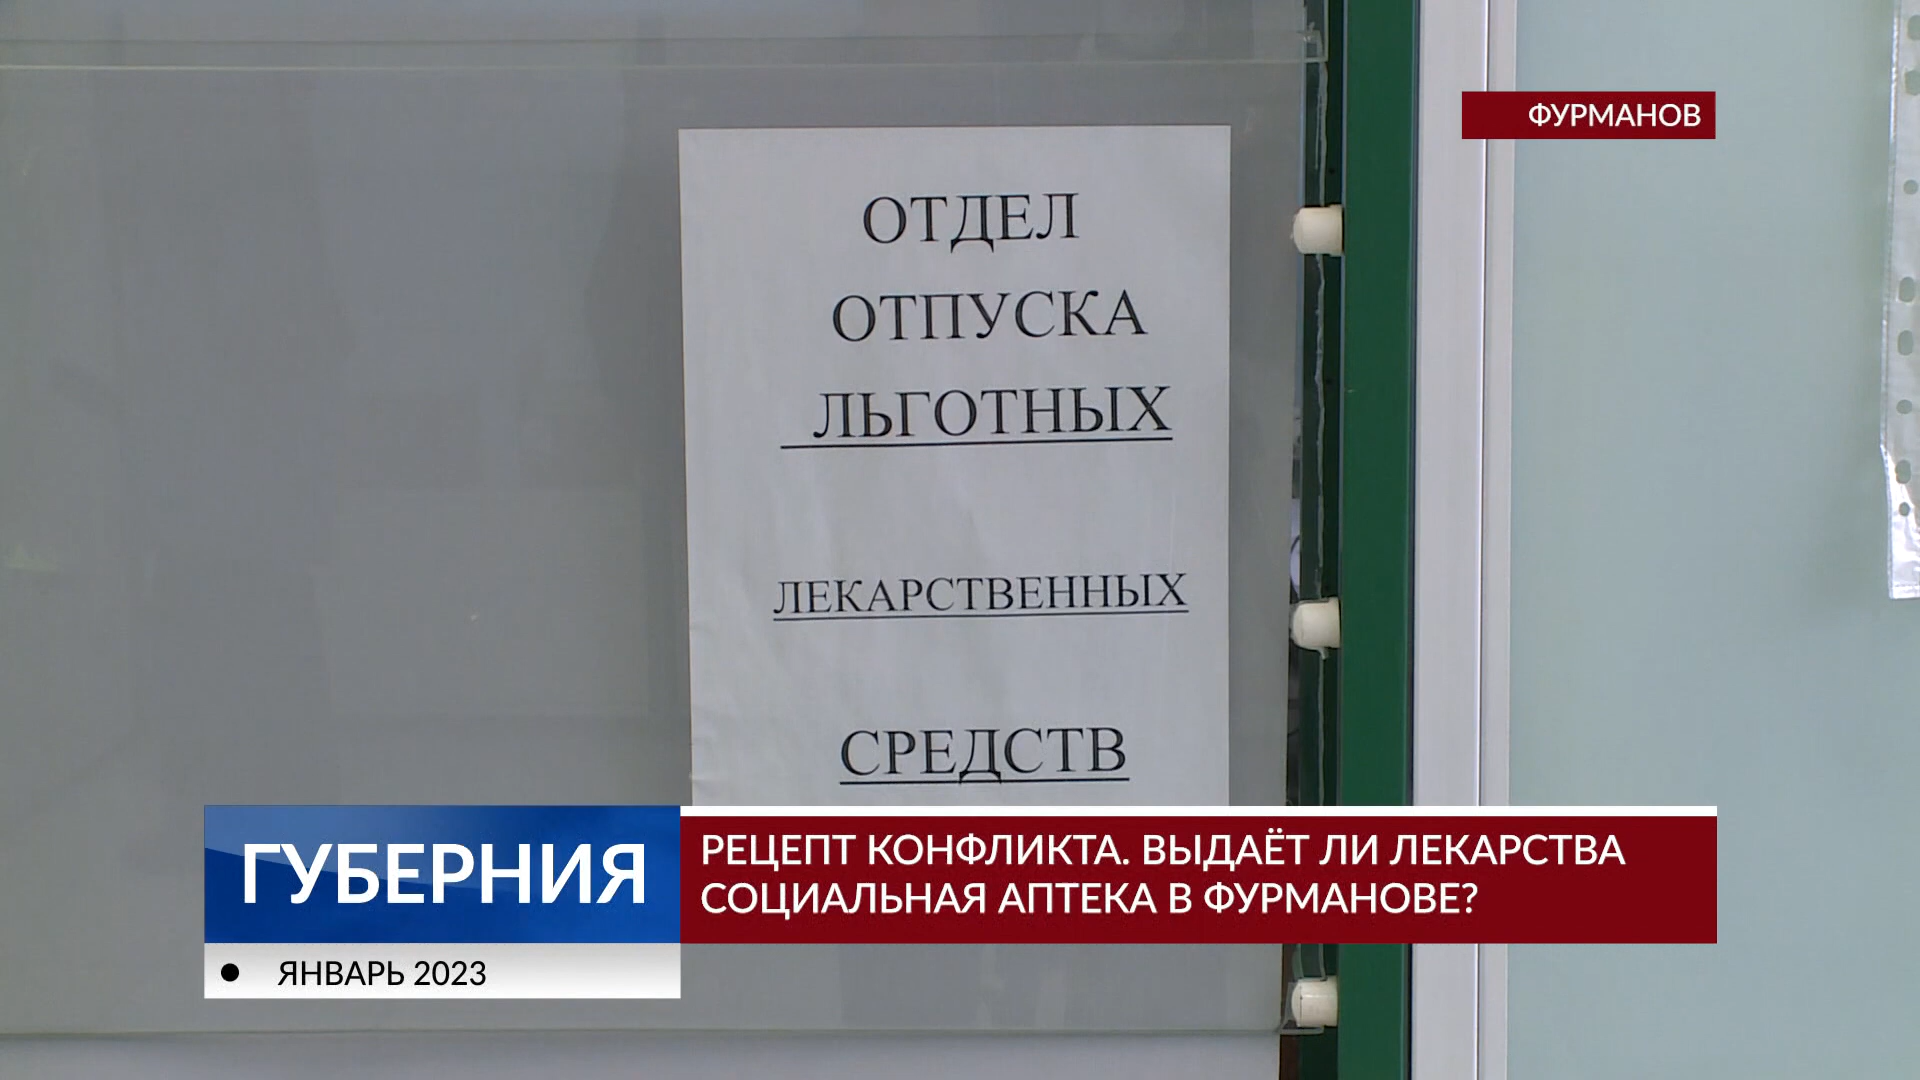 ФУРМАНОВ
ОТДЕЛ
ОТПУСКА
ЛЬГОТНЫХ
ЛЕКАРСТВЕННЫХ
СРЕДСТВ
ГУБЕРНИЯ
РЕЦЕПТ КОНФЛИКТА. ВЫДАЁТ ЛИ ЛЕКАРСТВА
СОЦИАЛЬНАЯ АПТЕКА В ФУРМАНОВЕ?
ЯНВАРЬ 2023